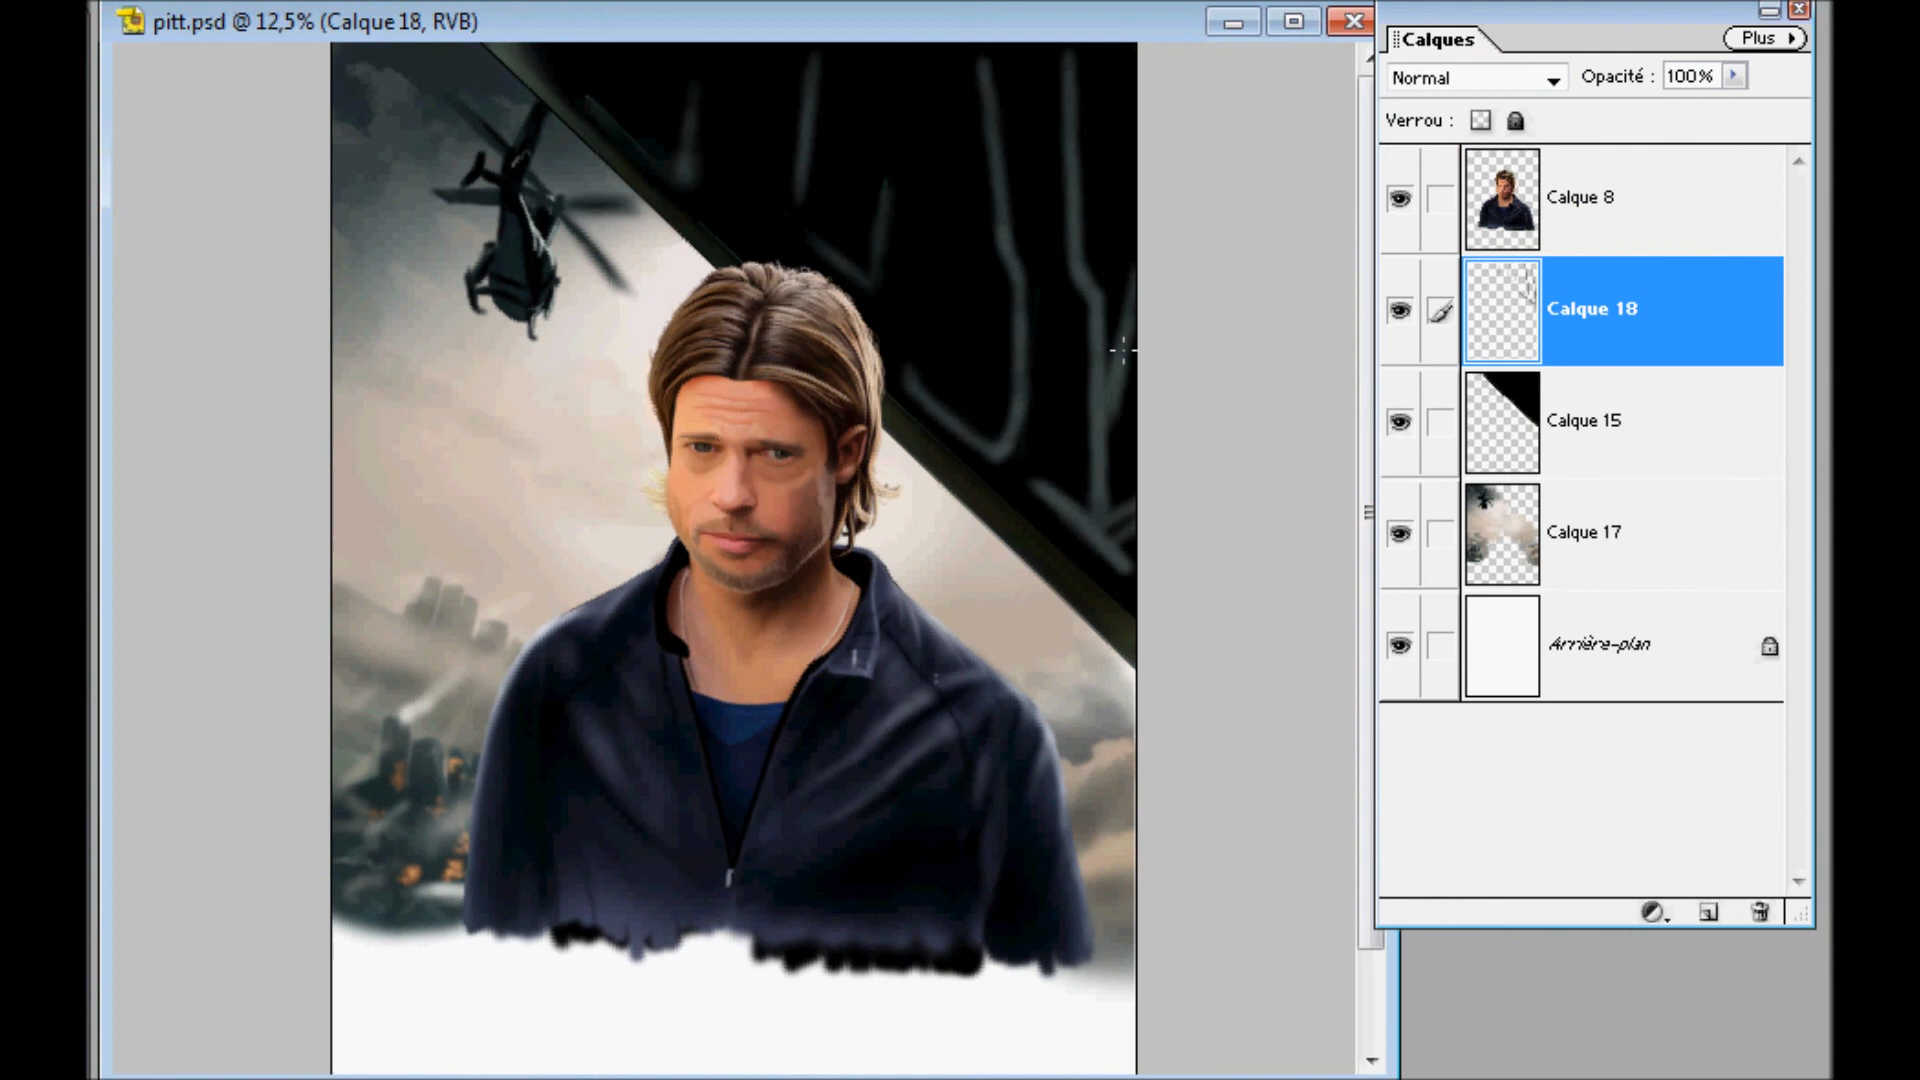 pitt.psd @ 12,5% (Calque 18, RVB)
Calques
Plus
Normal
Opacité : 100%
Verrou :
Calque 8
Calque 18
Calque 15
Calque 17
Arrière-plan